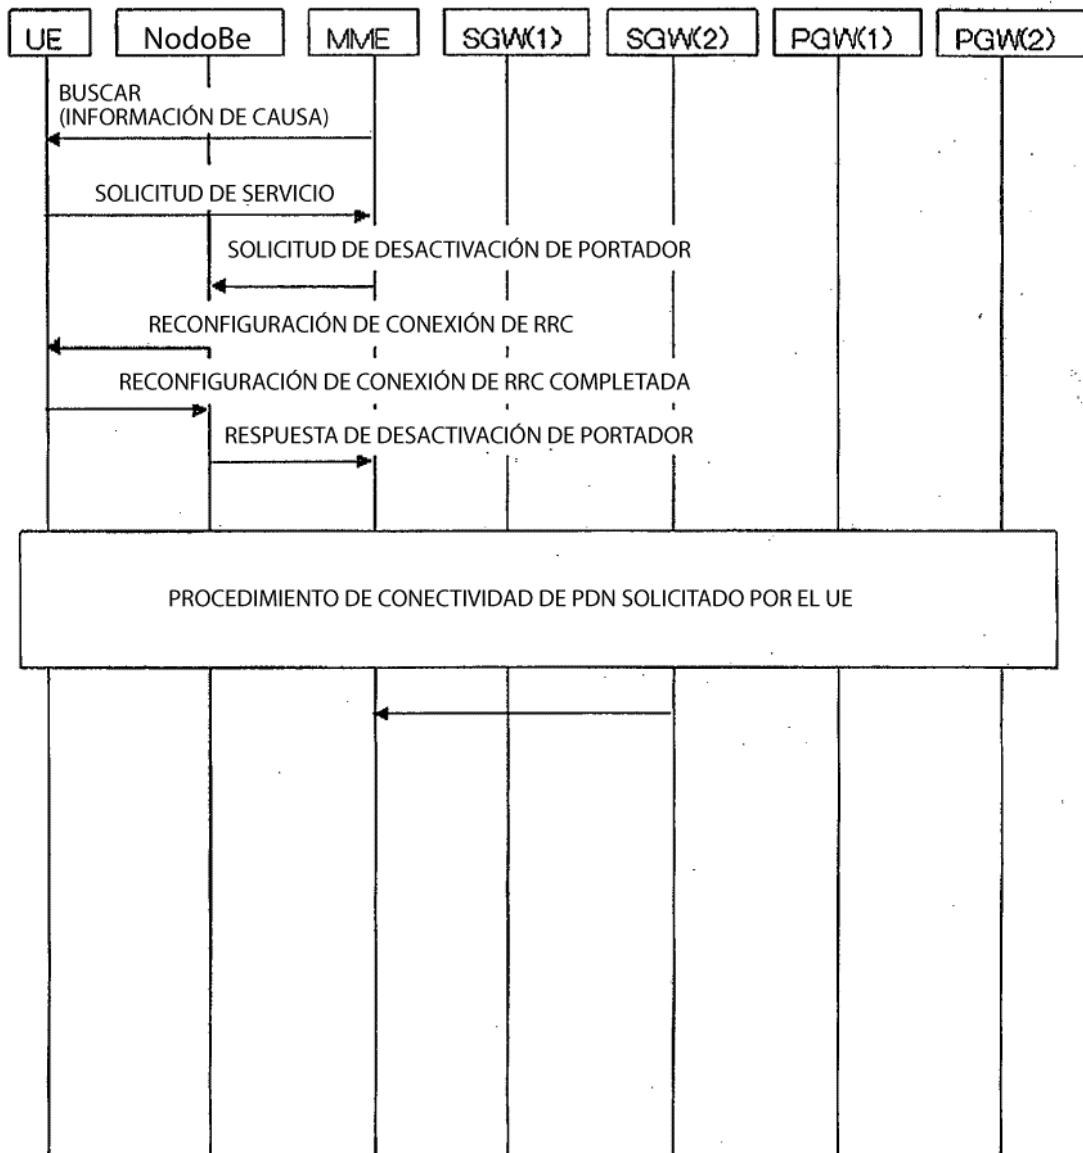 UE
NodoBe
MME
SGW(1)
SGW(2)
PGW(1)
PGW(2)
BUSCAR
(INFORMACIÓN DE CAUSA)
SOLICITUD DE SERVICIO
SOLICITUD DE DESACTIVACIÓN DE PORTADOR
RECONFIGURACIÓN DE CONEXIÓN DE RRC
RECONFIGURACIÓN DE CONEXIÓN DE RRC COMPLETADA
RESPUESTA DE DESACTIVACIÓN DE PORTADOR
PROCEDIMIENTO DE CONECTIVIDAD DE PDN SOLICITADO POR EL UE